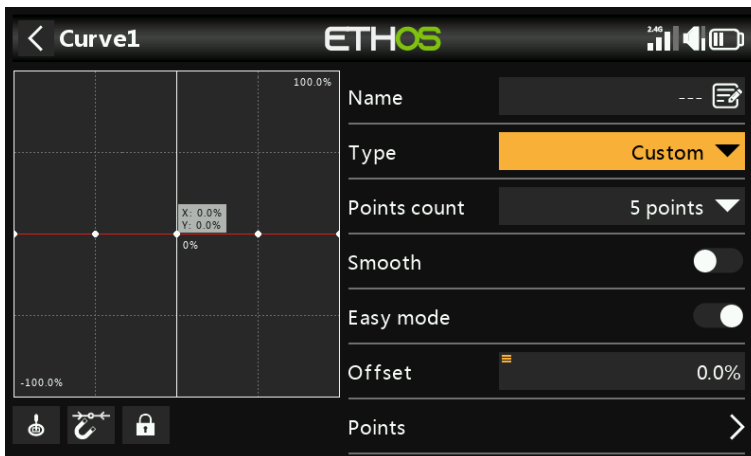 Curve1
ETHOS
2.4G
100.0%
X: 0.0%
Y: 0.0%
0%
-100.0%
Name ---
Type Custom
Points count 5 points
Smooth
Easy mode
Offset 0.0%
Points